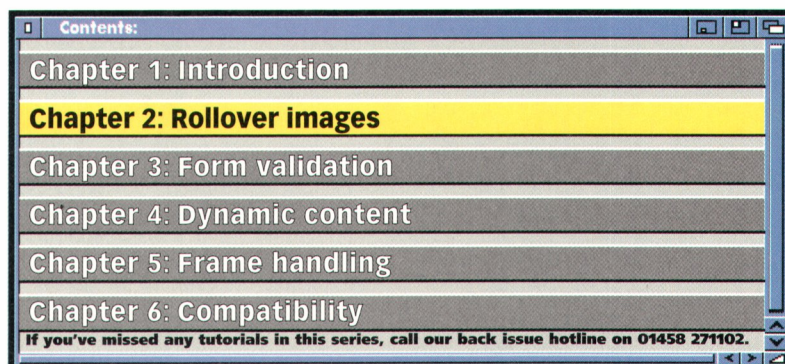 Contents:
Chapter 1: Introduction
Chapter 2: Rollover images
Chapter 3: Form validation
Chapter 4: Dynamic content
Chapter 5: Frame handling
Chapter 6: Compatibility
If you've missed any tutorials in this series, call our back issue hotline on 01458 271102.